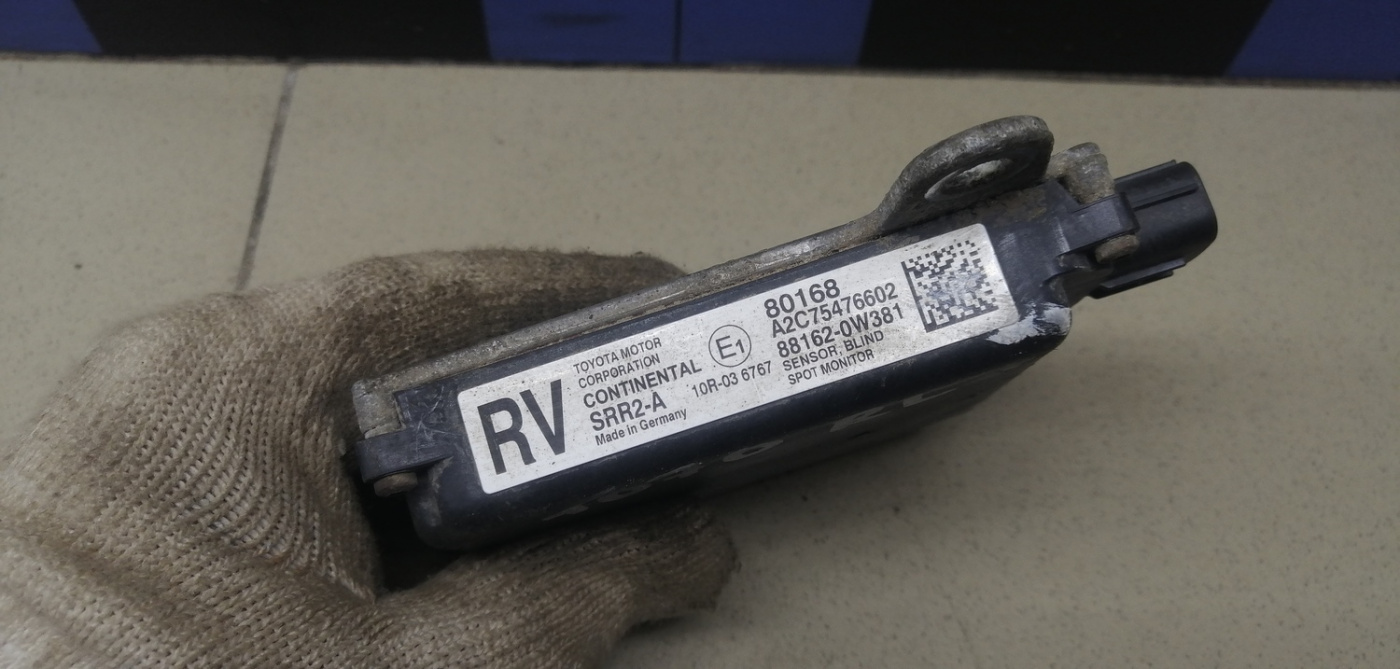 RV
TOYOTA MOTOR
CORPORATION
CONTINENTAL
SRR2-A
Made in Germany
E1
10R-03 6767
80168
A2C75476602
88162-0W381
SENSOR, BLIND
SPOT MONITOR